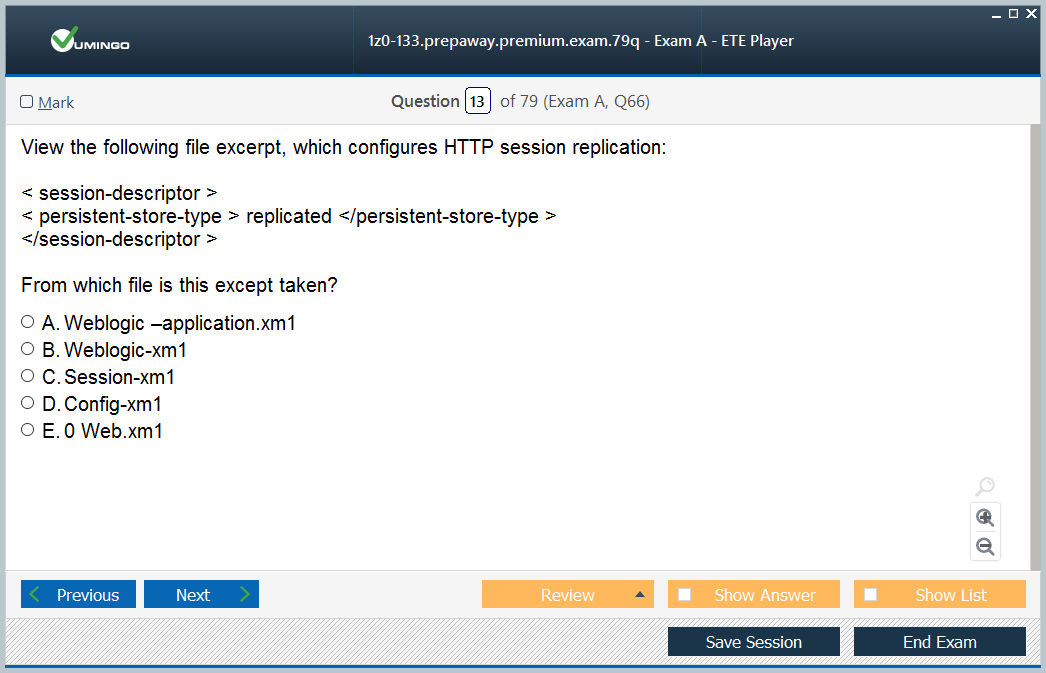 VUMINGO
1z0-133.prepaway.premium.exam.79q - Exam A - ETE Player
Mark
Question 13 of 79 (Exam A, Q66)
View the following file excerpt, which configures HTTP session replication:
< session-descriptor >
< persistent-store-type > replicated </persistent-store-type >
</session-descriptor >
From which file is this except taken?
A. Weblogic –application.xm1
B. Weblogic-xm1
C. Session-xm1
D. Config-xm1
E. 0 Web.xm1
Previous
Next
Review
Show Answer
Show List
Save Session
End Exam